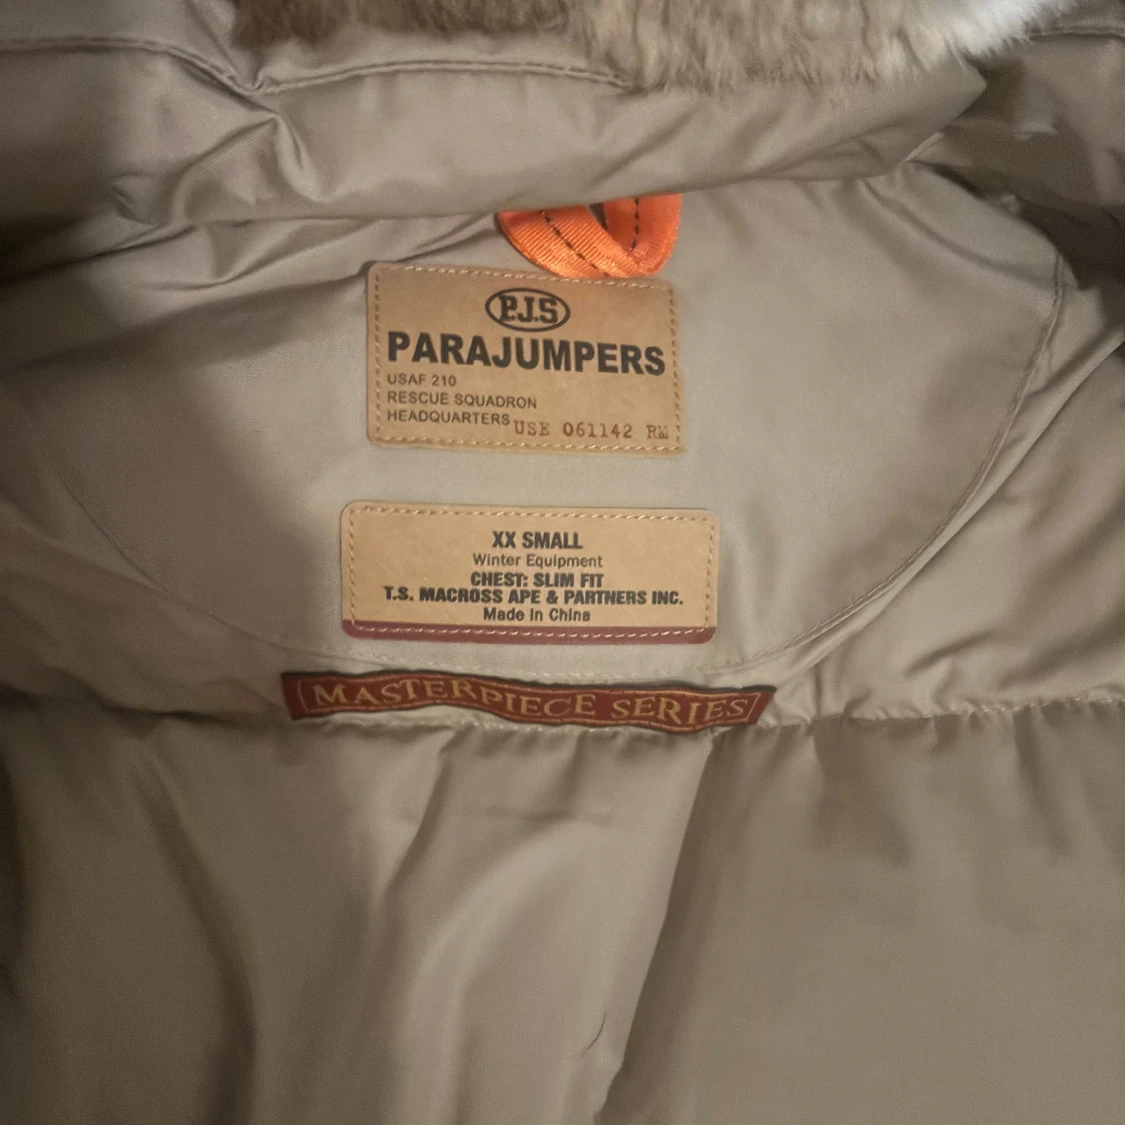 P.J.S
PARAJUMPERS
USAF 210
RESCUE SQUADRON
HEADQUARTERS USE 061142 RM
XX SMALL
Winter Equipment
CHEST: SLIM FIT
T.S. MACROSS APE & PARTNERS INC.
Made in China
MASTERPIECE SERIES